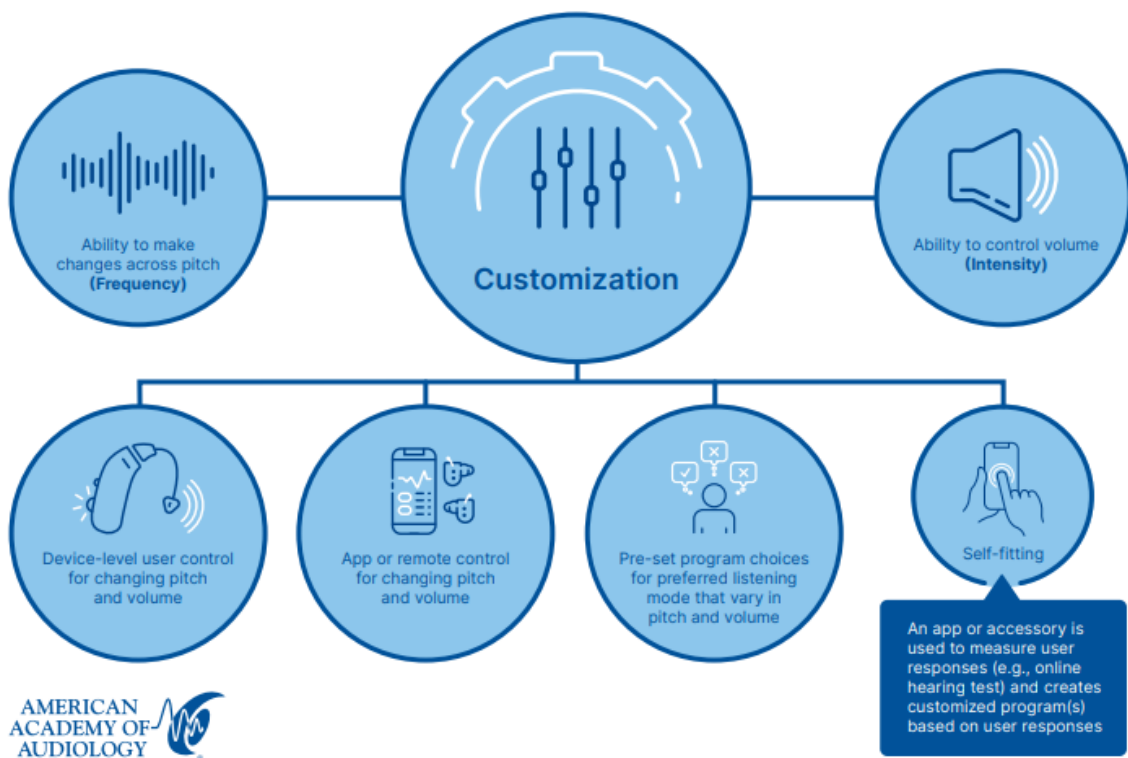 Ability to make
changes across pitch
(Frequency)
Customization
Ability to control volume
(Intensity)
Device-level user control
for changing pitch
and volume
App or remote control
for changing pitch
and volume
Pre-set program choices
for preferred listening
mode that vary in
pitch and volume
Self-fitting
An app or accessory is
used to measure user
responses (e.g., online
hearing test) and creates
customized program(s)
based on user responses
AMERICAN
ACADEMY OF
AUDIOLOGY